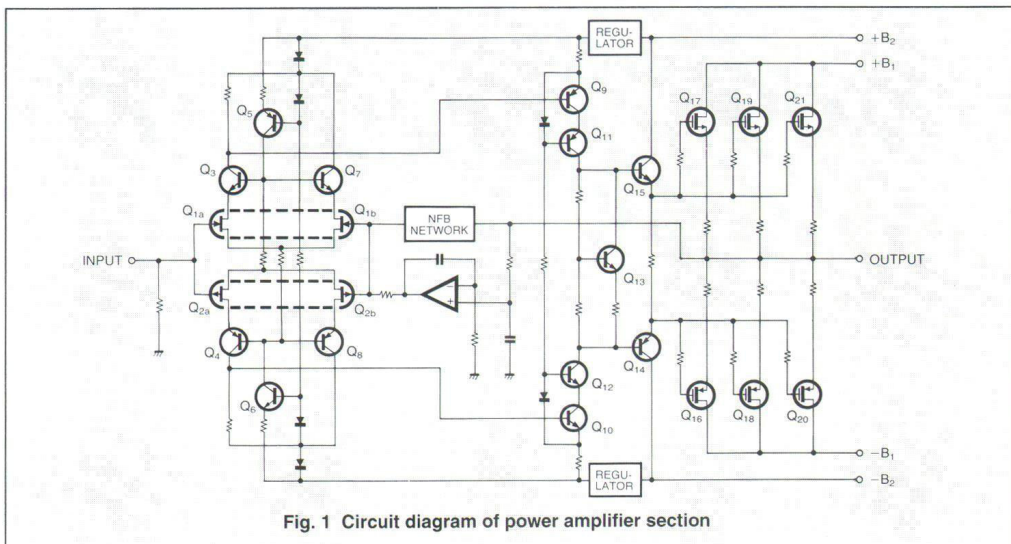 REGU-
LATOR
+B2
+B1
Q9
Q17
Q19
Q21
Q5
Q11
Q3
Q7
Q15
Q1a
Q1b
NFB
NETWORK
INPUT
OUTPUT
Q13
Q2a
Q2b
−
+
Q4
Q8
Q14
Q12
Q6
Q16
Q18
Q20
Q10
−B1
REGU-
LATOR
−B2
Fig. 1 Circuit diagram of power amplifier section